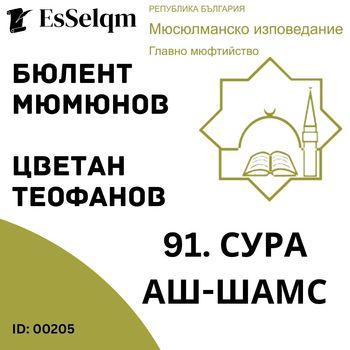 EsSelqm
РЕПУБЛИКА БЪЛГАРИЯ
Мюсюлманско изповедание
Главно мюфтийство
БЮЛЕНТ
МЮМЮНОВ
ЦВЕТАН
ТЕОФАНОВ
91. СУРА
АШ-ШАМС
ID: 00205